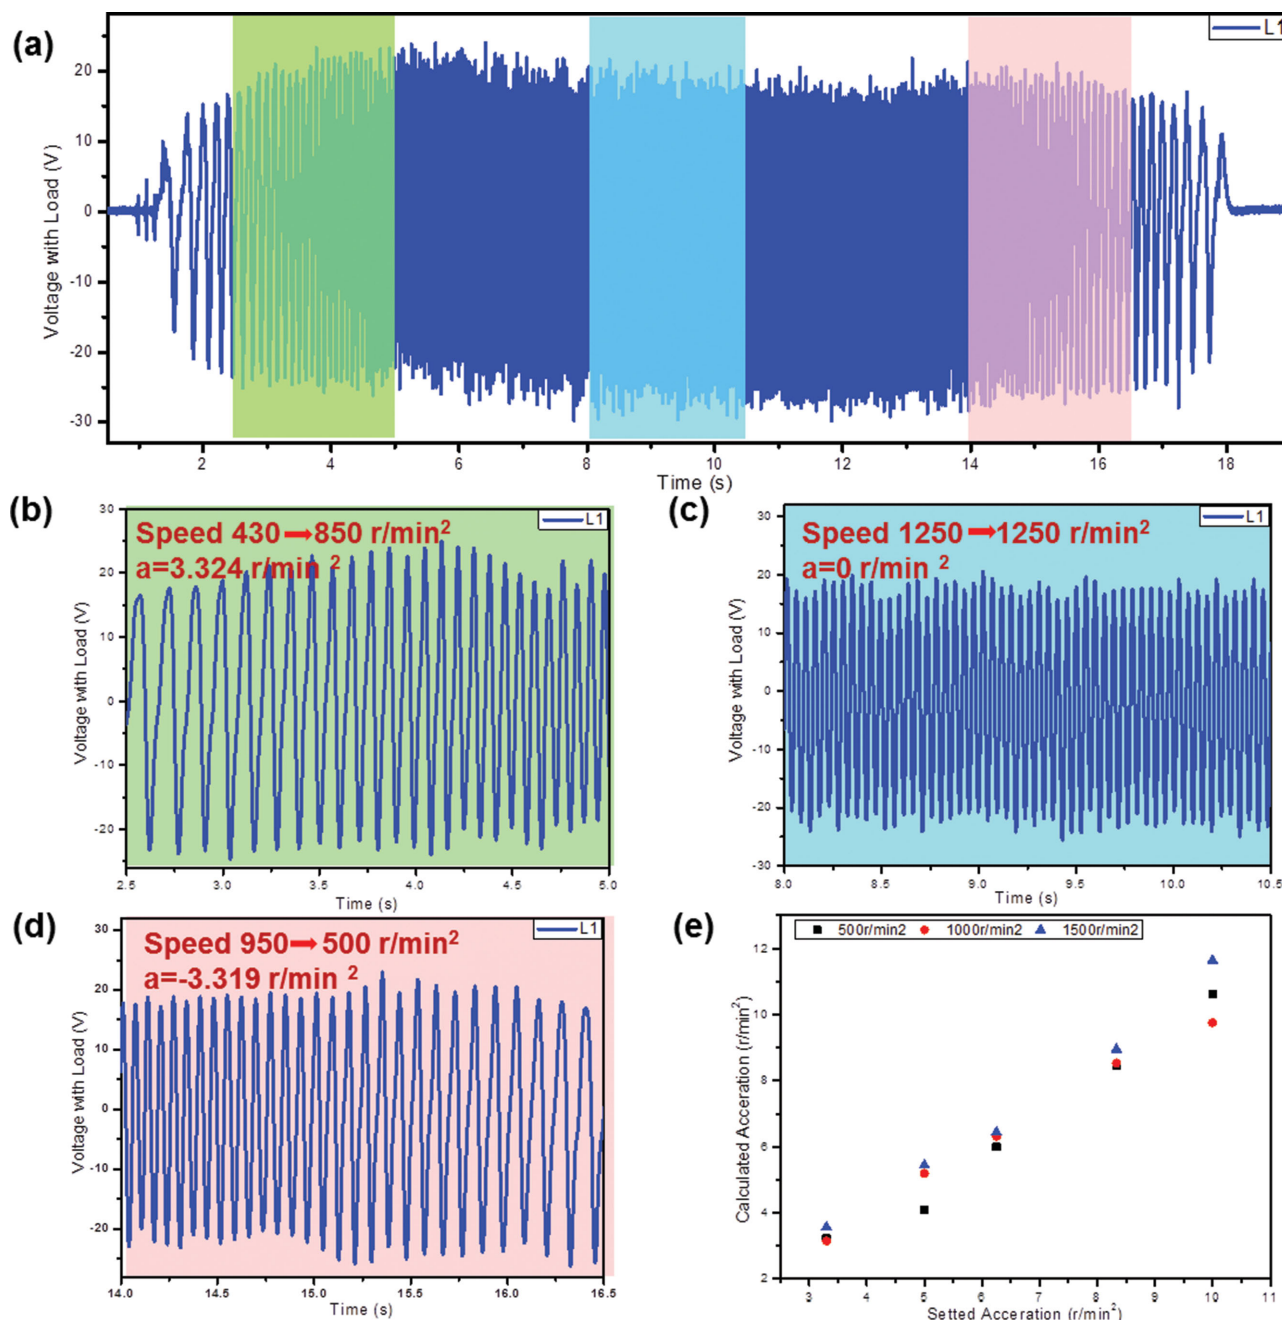 (a)
L1
Voltage with Load (V)
20
10
0
-10
-20
-30
2 4 6 8 10 12 14 16 18
Time (s)
(b)
L1
Speed 430→850 r/min²
a=3.324 r/min ²
Voltage with Load (V)
30
20
10
0
-10
-20
2.5 3.0 3.5 4.0 4.5 5.0
Time (s)
(c)
L1
Speed 1250→1250 r/min²
a=0 r/min ²
Voltage with Load (V)
30
20
10
0
-10
-20
-30
8.0 8.5 9.0 9.5 10.0 10.5
Time (s)
(d)
L1
Speed 950→500 r/min²
a=-3.319 r/min ²
Voltage with Load (V)
30
20
10
0
-10
-20
14.0 14.5 15.0 15.5 16.0 16.5
Time (s)
(e)
500r/min2 1000r/min2 1500r/min2
Calculated Acceration (r/min²)
12
10
8
6
4
2
3 4 5 6 7 8 9 10 11
Setted Acceration (r/min²)